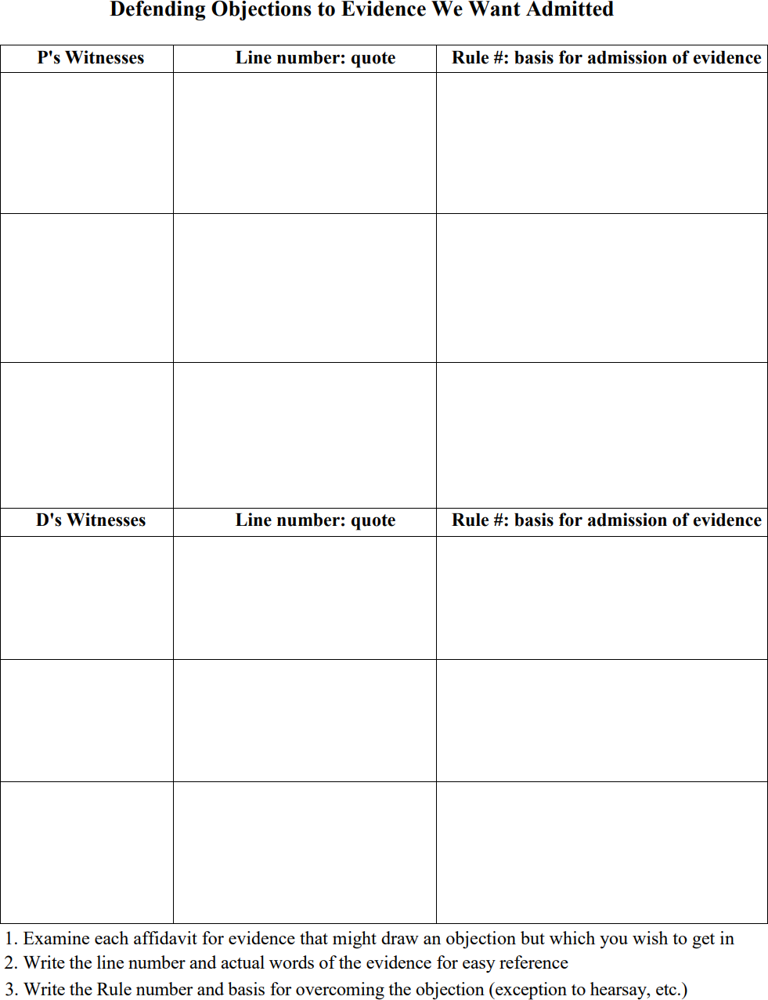 Defending Objections to Evidence We Want Admitted
P's Witnesses Line number: quote Rule #: basis for admission of evidence
D's Witnesses Line number: quote Rule #: basis for admission of evidence
1. Examine each affidavit for evidence that might draw an objection but which you wish to get in
2. Write the line number and actual words of the evidence for easy reference
3. Write the Rule number and basis for overcoming the objection (exception to hearsay, etc.)